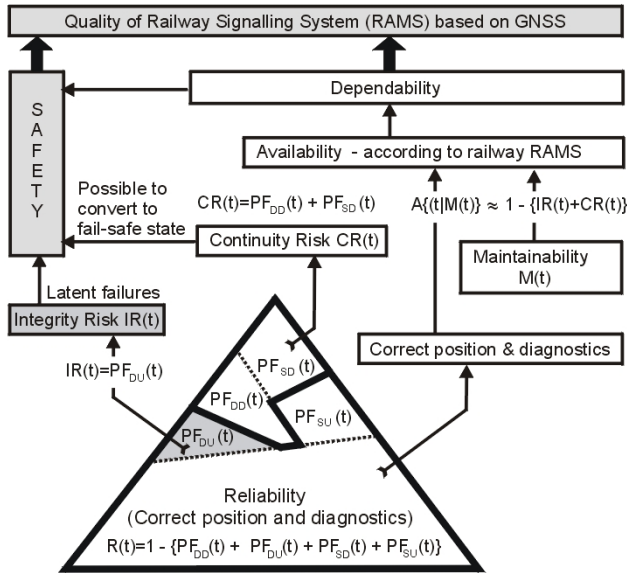 Quality of Railway Signalling System (RAMS) based on GNSS
S
A
F
E
T
Y
Dependability
Availability - according to railway RAMS
Possible to
convert to
fail-safe state
CR(t)=PF_DD(t) + PF_SD(t)
A{(t|M(t)} ≈ 1 - {IR(t)+CR(t)}
Continuity Risk CR(t)
Maintainability
M(t)
Latent failures
Integrity Risk IR(t)
Correct position & diagnostics
IR(t)=PF_DU(t)
PF_SD(t)
PF_DD(t)
PF_SU(t)
PF_DU(t)
Reliability
(Correct position and diagnostics)
R(t)=1 - {PF_DD(t) + PF_DU(t) + PF_SD(t) + PF_SU(t)}